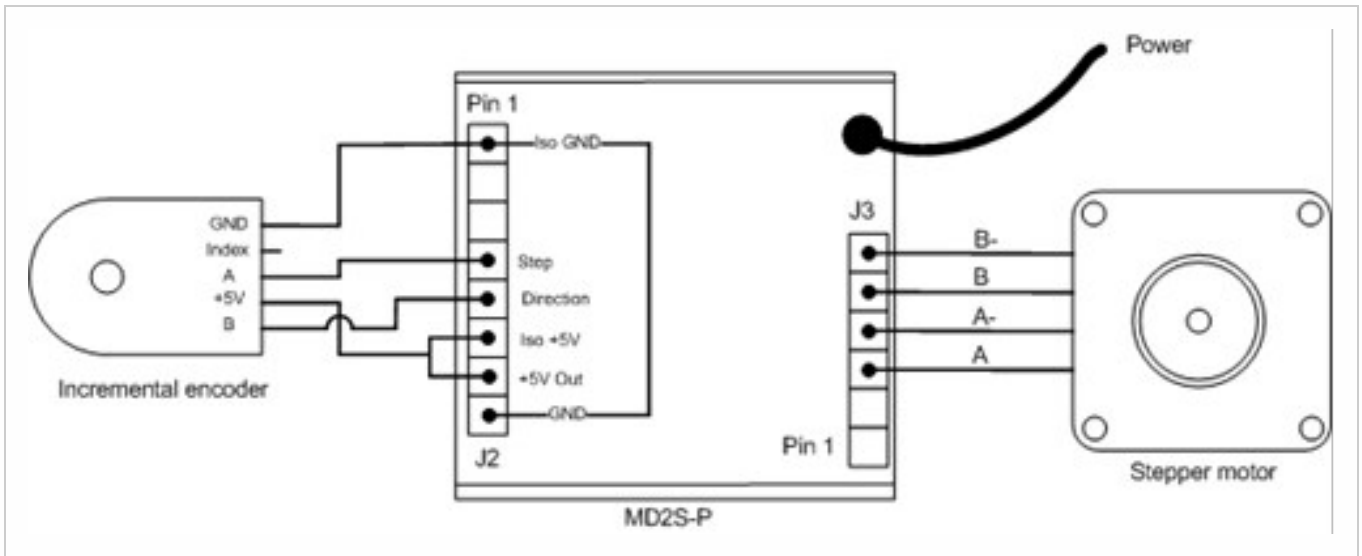 Power
Pin 1
Iso GND
GND
Index
A
+5V
B
Incremental encoder
Step
Direction
Iso +5V
+5V Out
GND
J2
J3
B-
B
A-
A
Pin 1
Stepper motor
MD2S-P